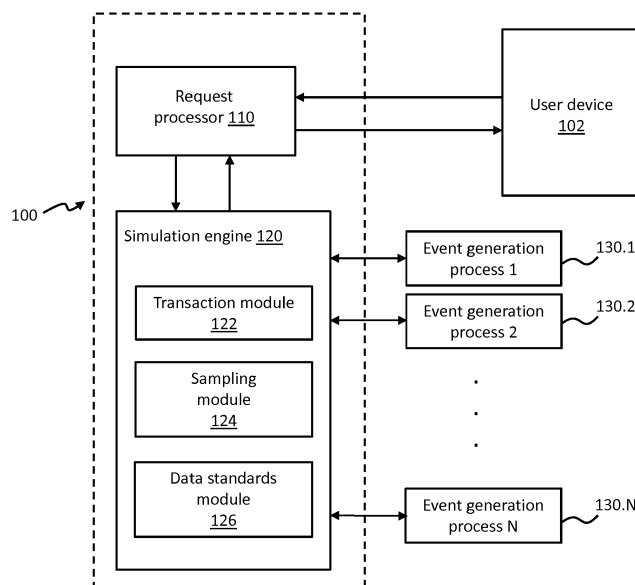 Request
processor 110
User device
102
100
Simulation engine 120
Transaction module
122
Sampling
module
124
Data standards
module
126
Event generation
process 1
130.1
Event generation
process 2
130.2
Event generation
process N
130.N